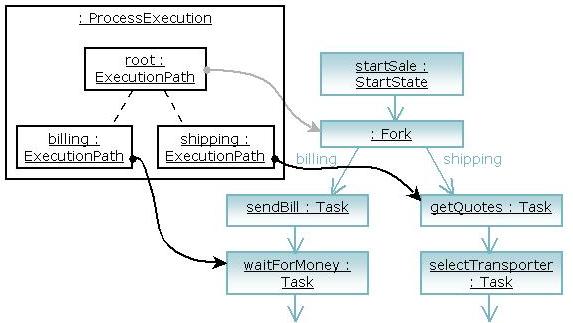 : ProcessExecution
root :
ExecutionPath
billing :
ExecutionPath
shipping :
ExecutionPath
startSale :
StartState
: Fork
billing
shipping
sendBill : Task
getQuotes : Task
waitForMoney :
Task
selectTransporter
: Task